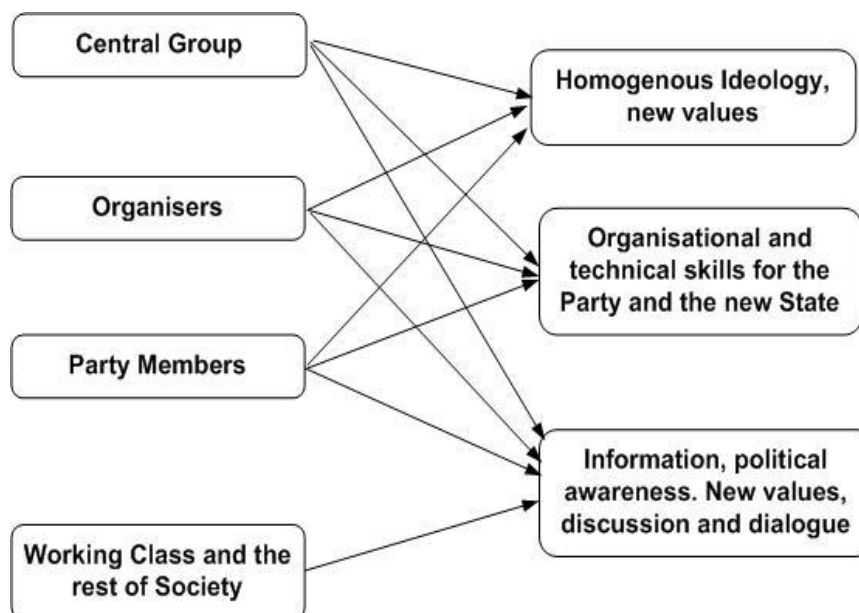 Central Group
Organisers
Party Members
Working Class and the
rest of Society
Homogenous Ideology,
new values
Organisational and
technical skills for the
Party and the new State
Information, political
awareness. New values,
discussion and dialogue